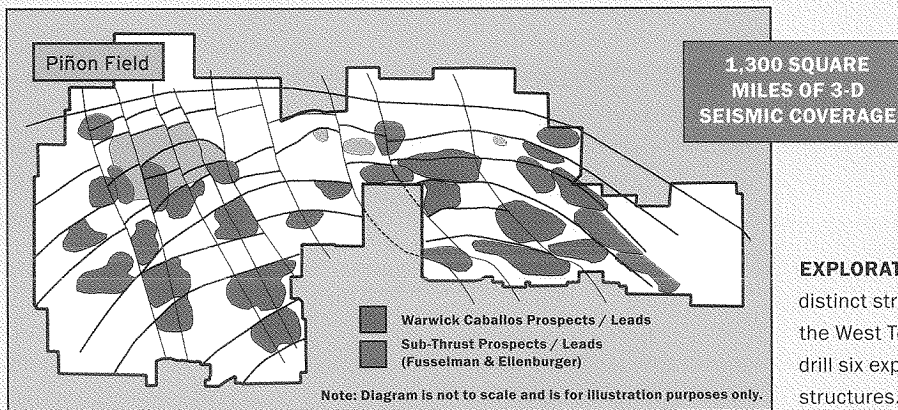 Piñon Field
1,300 SQUARE
MILES OF 3-D
SEISMIC COVERAGE
Warwick Caballos Prospects / Leads
Sub-Thrust Prospects / Leads
(Fusselman & Ellenburger)
Note: Diagram is not to scale and is for illustration purposes only.
EXPLORAT
distinct str
the West T
drill six exp
structures.